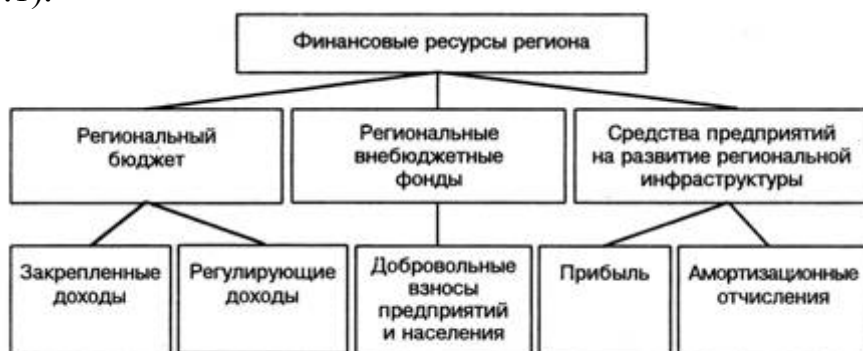 Финансовые ресурсы региона
Региональный
бюджет
Региональные
внебюджетные
фонды
Средства предприятий
на развитие региональной
инфраструктуры
Закрепленные
доходы
Регулирующие
доходы
Добровольные
взносы
предприятий
и населения
Прибыль
Амортизационные
отчисления